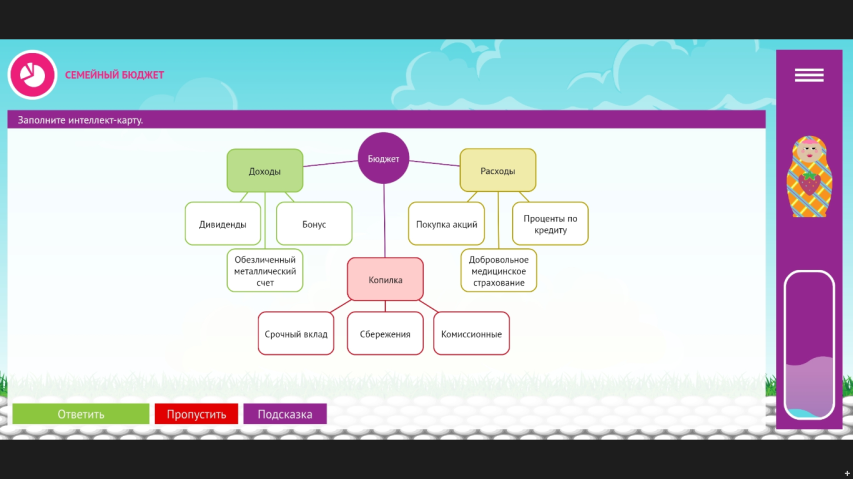 СЕМЕЙНЫЙ БЮДЖЕТ
Заполните интеллект-карту.
Бюджет
Доходы
Расходы
Дивиденды
Бонус
Покупка акций
Проценты по
кредиту
Обезличенный
металлический
счет
Добровольное
медицинское
страхование
Копилка
Срочный вклад
Сбережения
Комиссионные
Ответить
Пропустить
Подсказка